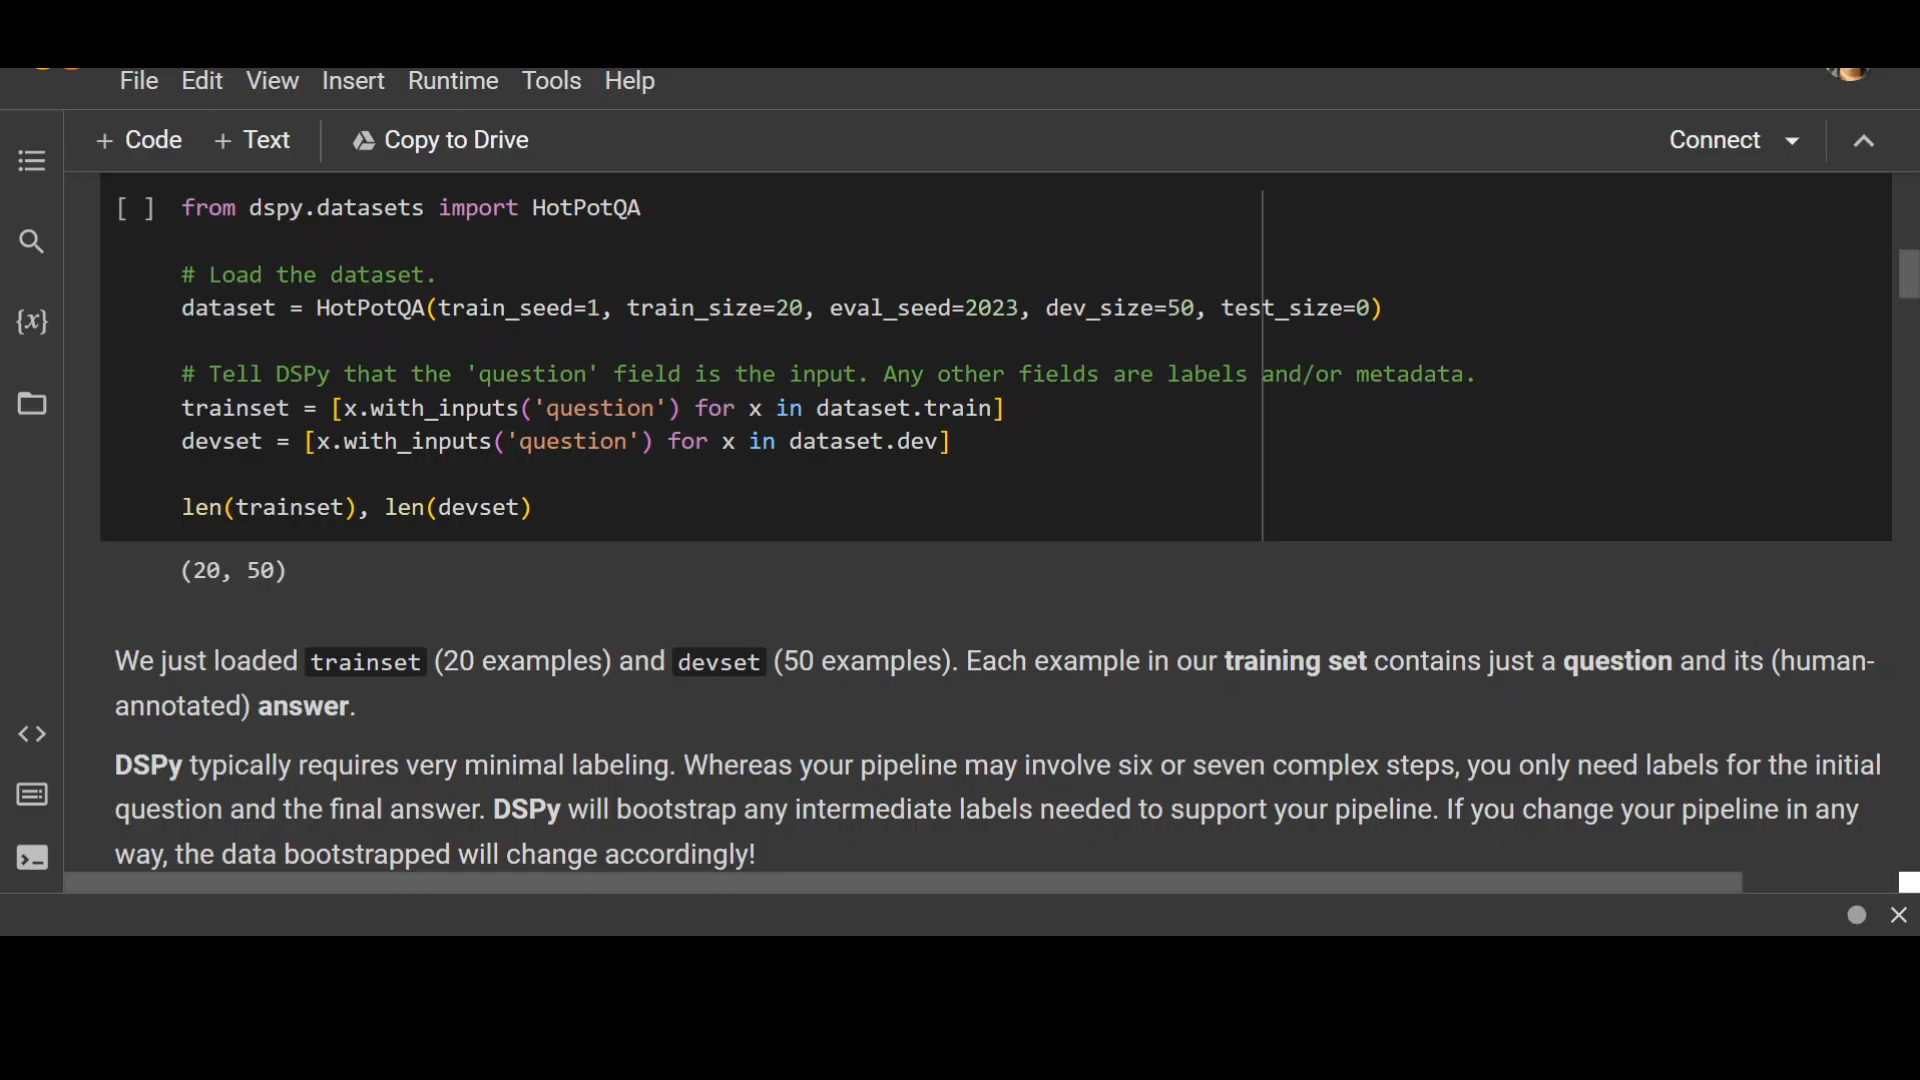 File Edit View Insert Runtime Tools Help
+ Code + Text Copy to Drive Connect
[ ] from dspy.datasets import HotPotQA
# Load the dataset.
dataset = HotPotQA(train_seed=1, train_size=20, eval_seed=2023, dev_size=50, test_size=0)
# Tell DSPy that the 'question' field is the input. Any other fields are labels and/or metadata.
trainset = [x.with_inputs('question') for x in dataset.train]
devset = [x.with_inputs('question') for x in dataset.dev]
len(trainset), len(devset)
(20, 50)
We just loaded trainset (20 examples) and devset (50 examples). Each example in our training set contains just a question and its (human-
annotated) answer.
DSPy typically requires very minimal labeling. Whereas your pipeline may involve six or seven complex steps, you only need labels for the initial
question and the final answer. DSPy will bootstrap any intermediate labels needed to support your pipeline. If you change your pipeline in any
way, the data bootstrapped will change accordingly!